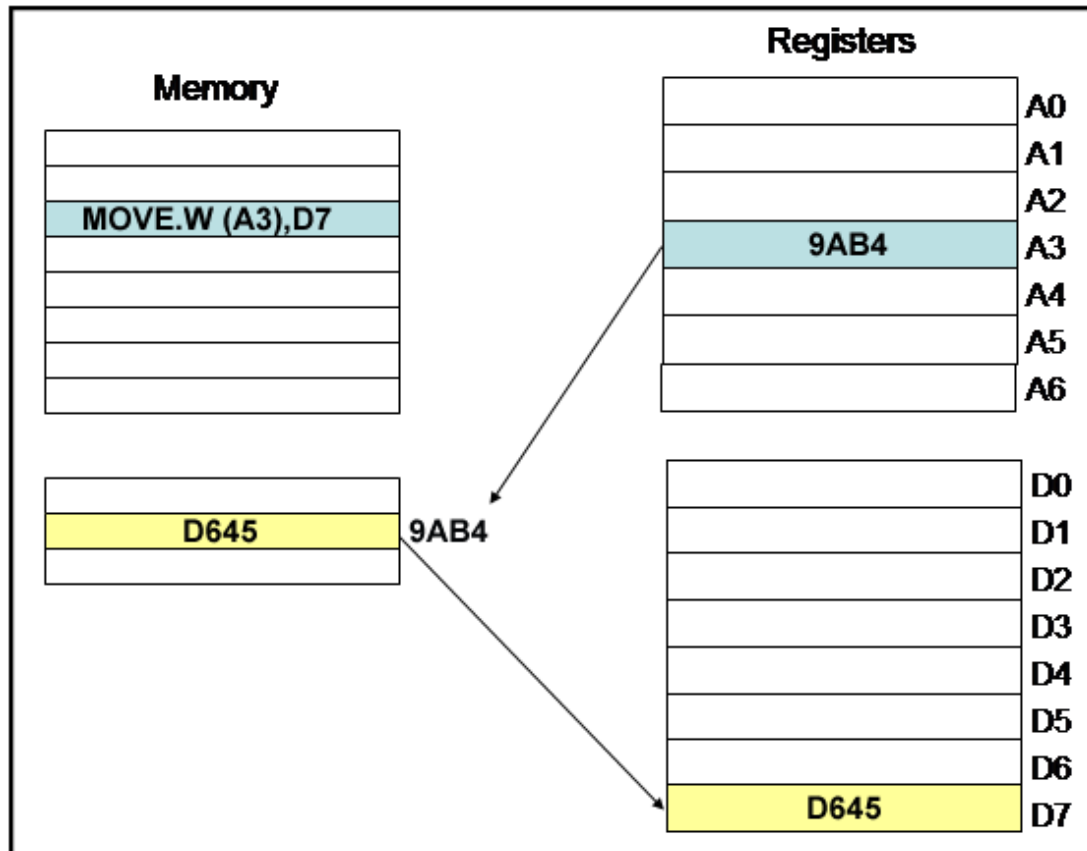 Memory
MOVE.W (A3),D7
D645 9AB4
Registers
A0
A1
A2
9AB4 A3
A4
A5
A6
D0
D1
D2
D3
D4
D5
D6
D645 D7